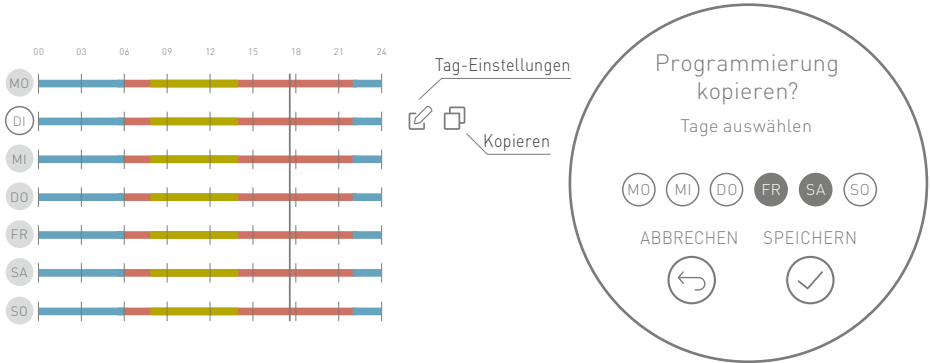 00 03 06 09 12 15 18 21 24
MO
DI
MI
DO
FR
SA
SO
Tag-Einstellungen
Kopieren
Programmierung
kopieren?
Tage auswählen
MO MI DO FR SA SO
ABBRECHEN SPEICHERN